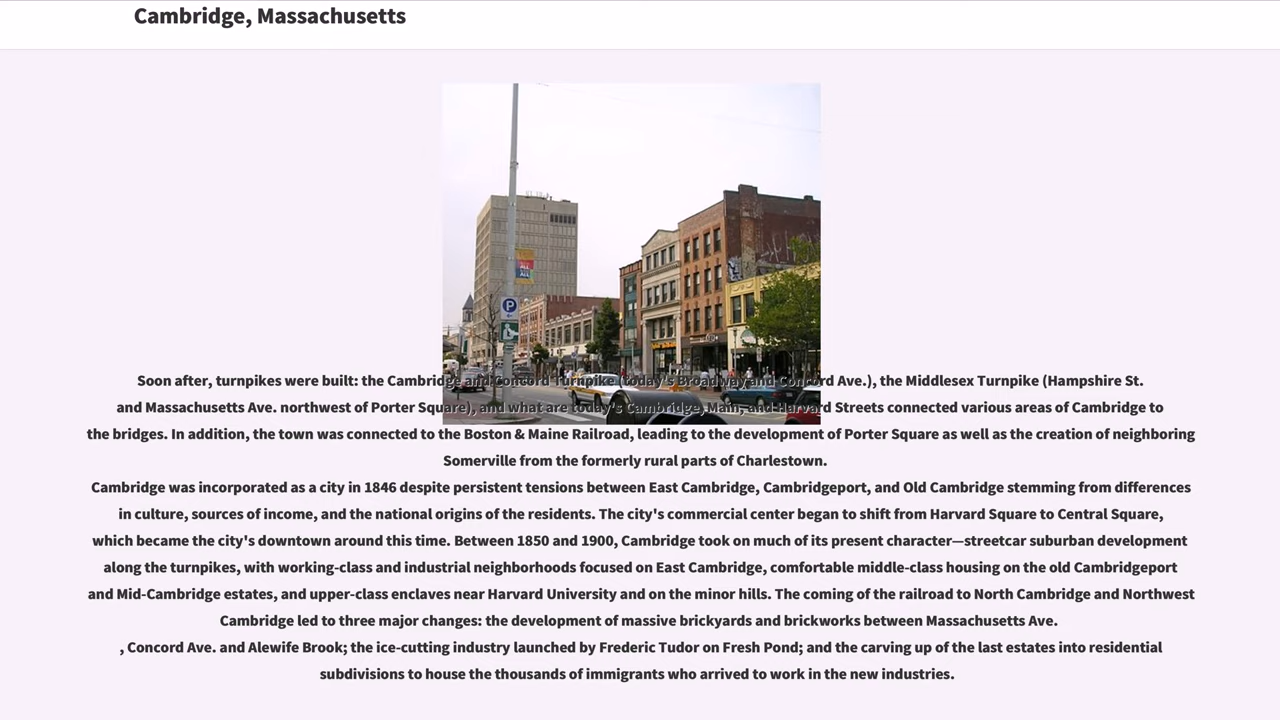 Cambridge, Massachusetts
P
ALL
ALL
Soon after, turnpikes were built: the Cambridge and Concord Turnpike (today's Broadway and Concord Ave.), the Middlesex Turnpike (Hampshire St.
and Massachusetts Ave. northwest of Porter Square), and what are today's Cambridge, Main, and Harvard Streets connected various areas of Cambridge to
the bridges. In addition, the town was connected to the Boston & Maine Railroad, leading to the development of Porter Square as well as the creation of neighboring
Somerville from the formerly rural parts of Charlestown.
Cambridge was incorporated as a city in 1846 despite persistent tensions between East Cambridge, Cambridgeport, and Old Cambridge stemming from differences
in culture, sources of income, and the national origins of the residents. The city's commercial center began to shift from Harvard Square to Central Square,
which became the city's downtown around this time. Between 1850 and 1900, Cambridge took on much of its present character—streetcar suburban development
along the turnpikes, with working-class and industrial neighborhoods focused on East Cambridge, comfortable middle-class housing on the old Cambridgeport
and Mid-Cambridge estates, and upper-class enclaves near Harvard University and on the minor hills. The coming of the railroad to North Cambridge and Northwest
Cambridge led to three major changes: the development of massive brickyards and brickworks between Massachusetts Ave.
, Concord Ave. and Alewife Brook; the ice-cutting industry launched by Frederic Tudor on Fresh Pond; and the carving up of the last estates into residential
subdivisions to house the thousands of immigrants who arrived to work in the new industries.